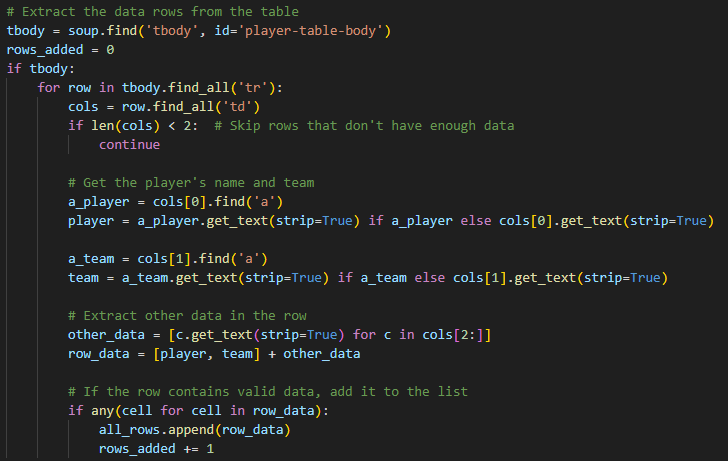 # Extract the data rows from the table
tbody = soup.find('tbody', id='player-table-body')
rows_added = 0
if tbody:
    for row in tbody.find_all('tr'):
        cols = row.find_all('td')
        if len(cols) < 2:  # Skip rows that don't have enough data
            continue

        # Get the player's name and team
        a_player = cols[0].find('a')
        player = a_player.get_text(strip=True) if a_player else cols[0].get_text(strip=True)

        a_team = cols[1].find('a')
        team = a_team.get_text(strip=True) if a_team else cols[1].get_text(strip=True)

        # Extract other data in the row
        other_data = [c.get_text(strip=True) for c in cols[2:]]
        row_data = [player, team] + other_data

        # If the row contains valid data, add it to the list
        if any(cell for cell in row_data):
            all_rows.append(row_data)
            rows_added += 1